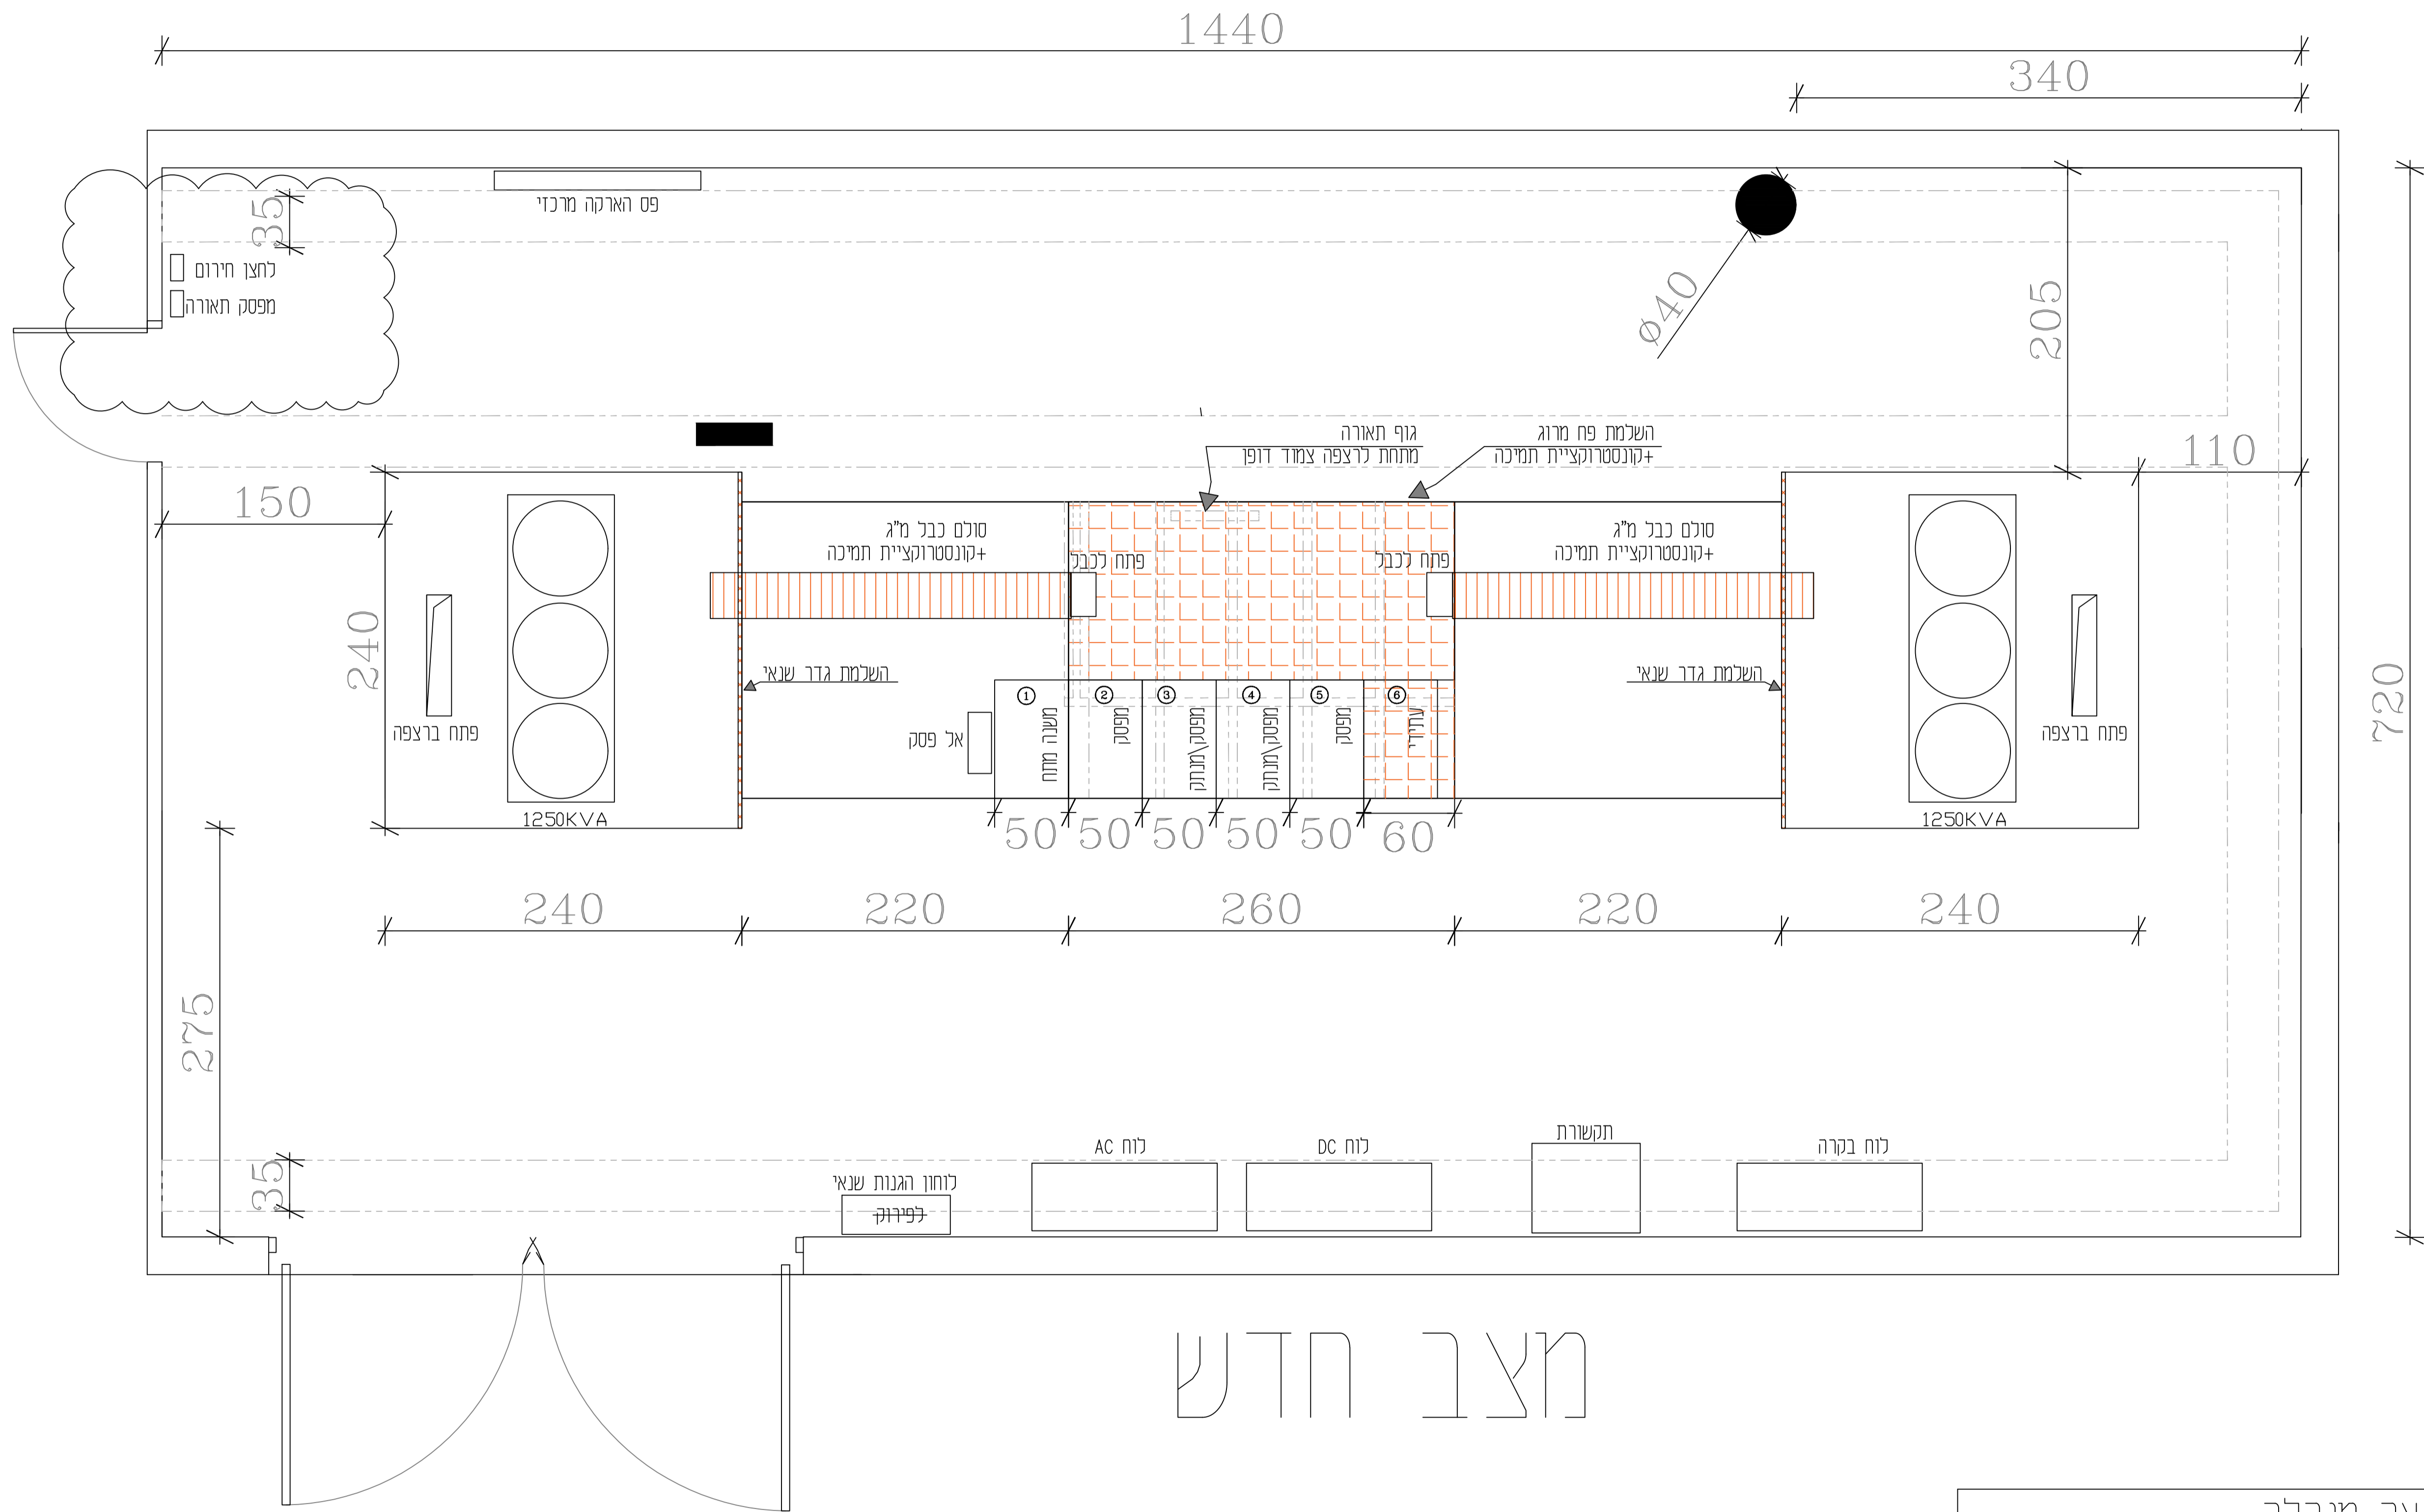 1440
340
פס הארקה מרכזי
35
לחצן חירום
מפסק תאורה
ø40
205
110
720
גוף תאורה
מתחת לרצפה צמוד דופן
השלמת פח מרוג
+קונסטרוקציית תמיכה
150
240
סולם כבל מ"ג
+קונסטרוקציית תמיכה
פתח לכבל
פתח לכבל
סולם כבל מ"ג
+קונסטרוקציית תמיכה
השלמת גדר שנאי
השלמת גדר שנאי
פתח ברצפה
פתח ברצפה
1250KVA
1250KVA
אל פסק
1
משנה מתח
2
מפסק
3
מפסק\מנתק
4
מפסק\מנתק
5
מפסק
6
עתידי
50
50
50
50
50
60
240
220
260
220
240
275
35
לוחון הגנות שנאי
לפירוק
לוח AC
לוח DC
תקשורת
לוח בקרה
מצב חדש